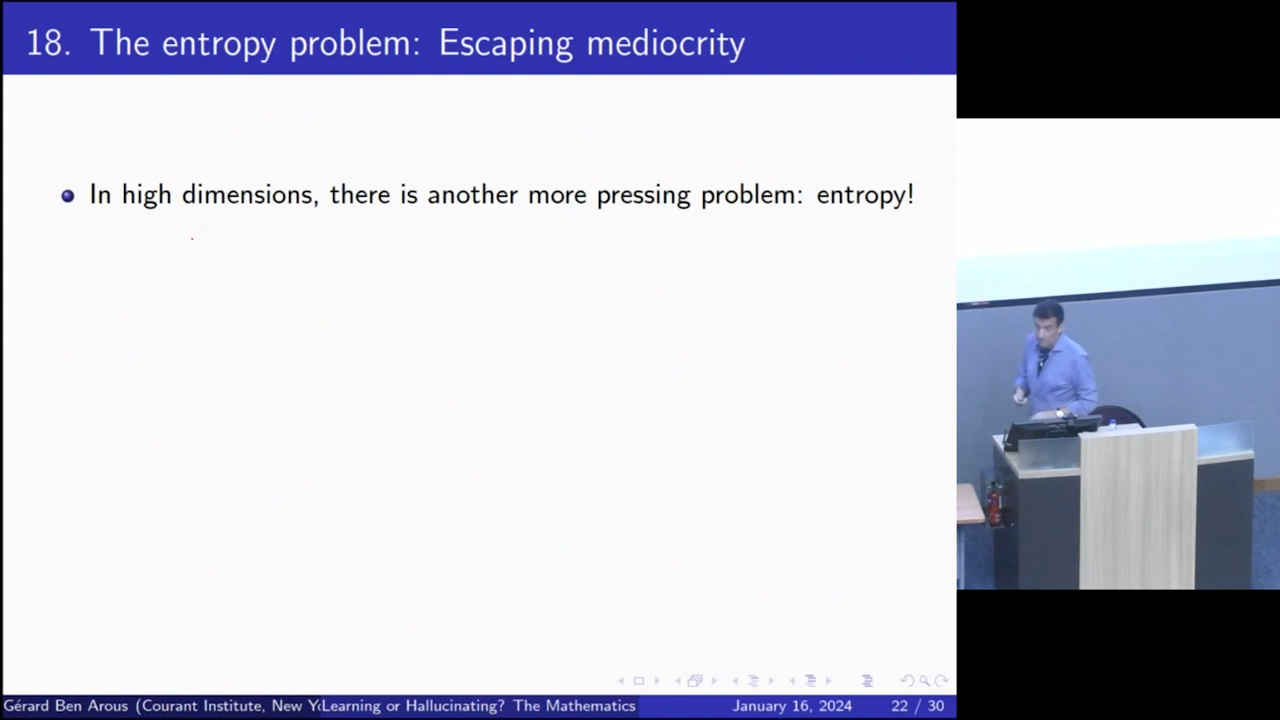 18. The entropy problem: Escaping mediocrity
In high dimensions, there is another more pressing problem: entropy!
Gérard Ben Arous (Courant Institute, New Y Learning or Hallucinating? The Mathematics January 16, 2024 22 / 30